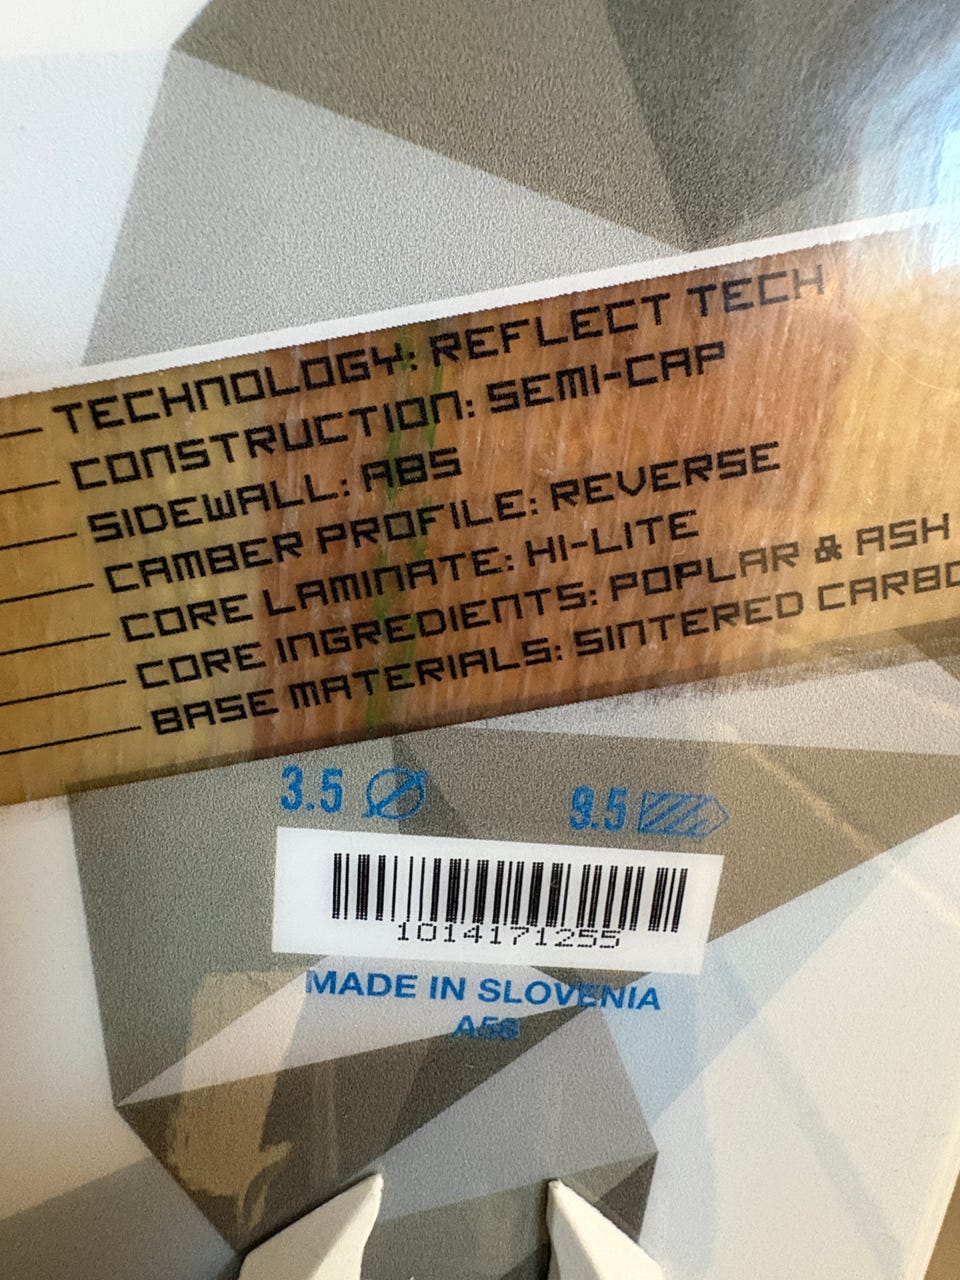 TECHNOLOGY: REFLECT TECH
CONSTRUCTION: SEMI-CAP
SIDEWALL: ABS
CAMBER PROFILE: REVERSE
CORE LAMINATE: HI-LITE
CORE INGREDIENTS: POPLAR & ASH
BASE MATERIALS: SINTERED CARBO
3.5 9.5
1014171255
MADE IN SLOVENIA